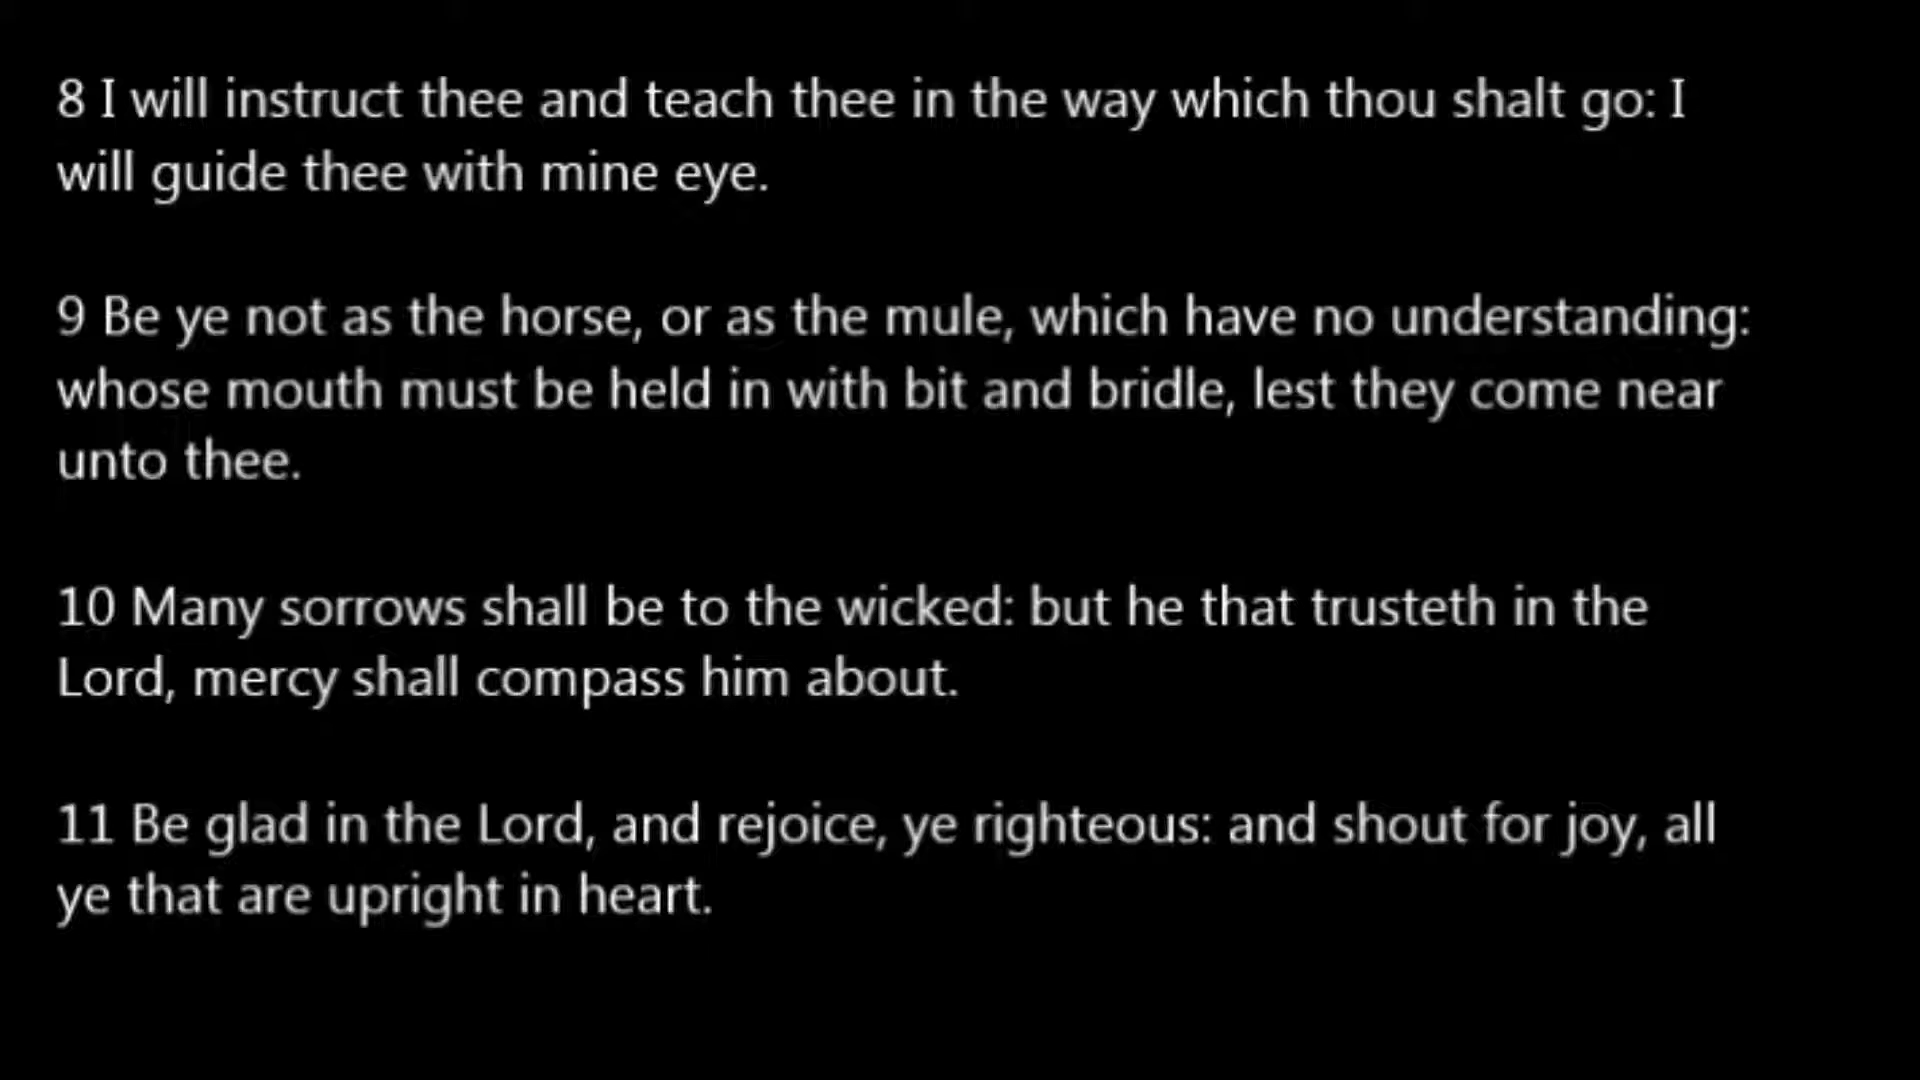 8 I will instruct thee and teach thee in the way which thou shalt go: I
will guide thee with mine eye.
9 Be ye not as the horse, or as the mule, which have no understanding:
whose mouth must be held in with bit and bridle, lest they come near
unto thee.
10 Many sorrows shall be to the wicked: but he that trusteth in the
Lord, mercy shall compass him about.
11 Be glad in the Lord, and rejoice, ye righteous: and shout for joy, all
ye that are upright in heart.